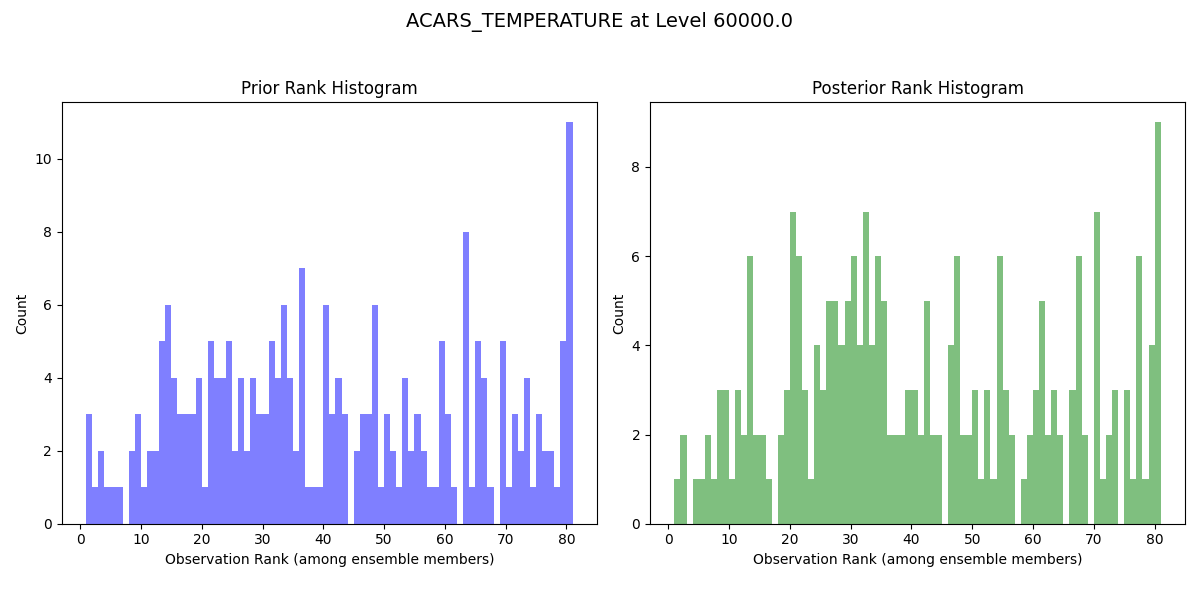 ACARS_TEMPERATURE at Level 60000.0
Prior Rank Histogram
Count
10
8
6
4
2
0
0 10 20 30 40 50 60 70 80
Observation Rank (among ensemble members)
Posterior Rank Histogram
Count
8
6
4
2
0
0 10 20 30 40 50 60 70 80
Observation Rank (among ensemble members)